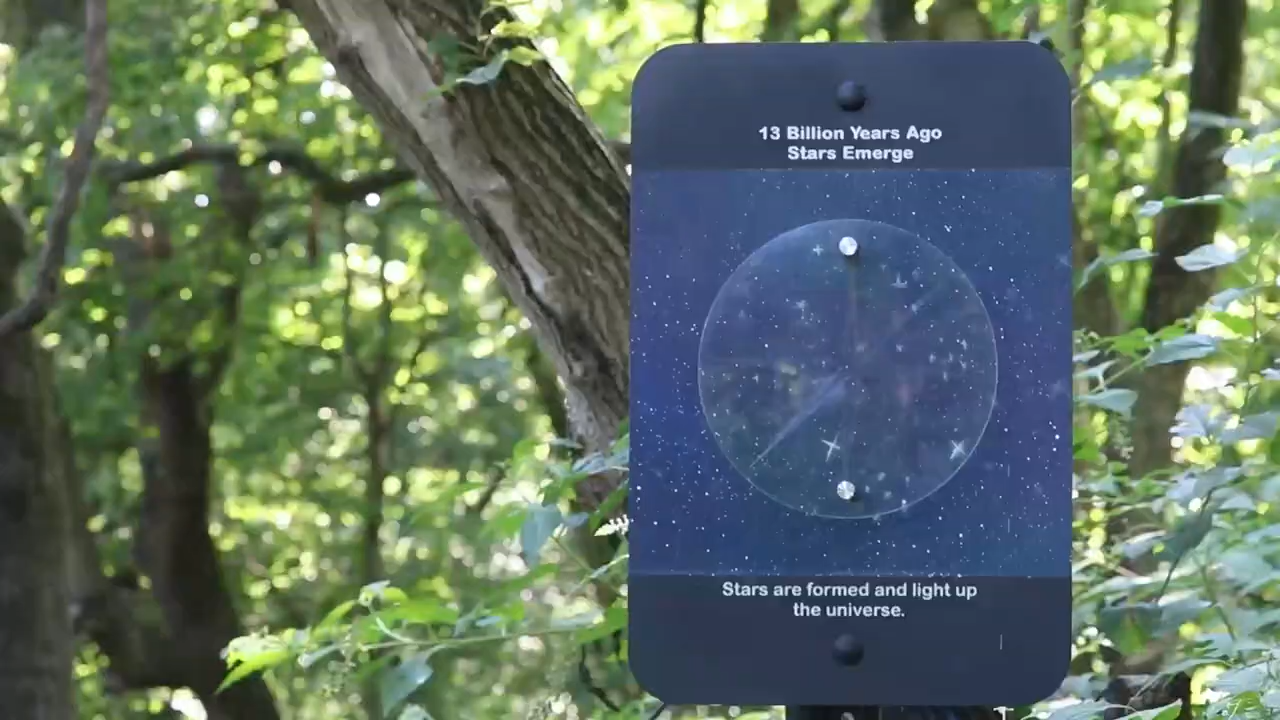 13 Billion Years Ago
Stars Emerge
Stars are formed and light up
the universe.